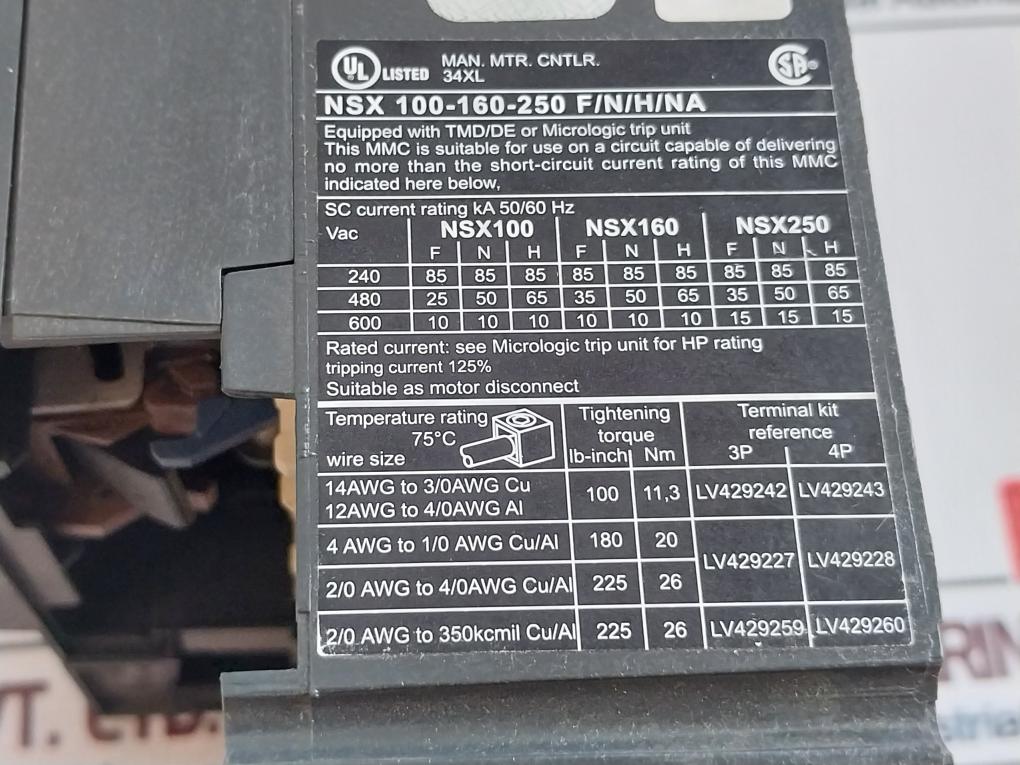 UL LISTED MAN. MTR. CNTLR.
34XL
SA®
NSX 100-160-250 F/N/H/NA
Equipped with TMD/DE or Micrologic trip unit
This MMC is suitable for use on a circuit capable of delivering
no more than the short-circuit current rating of this MMC
indicated here below,
SC current rating kA 50/60 Hz
Vac NSX100 NSX160 NSX250
F N H F N H F N H
240 85 85 85 85 85 85 85 85 85
480 25 50 65 35 50 65 35 50 65
600 10 10 10 10 10 10 15 15 15
Rated current: see Micrologic trip unit for HP rating
tripping current 125%
Suitable as motor disconnect
Temperature rating Tightening Terminal kit
75°C torque reference
wire size lb-inch Nm 3P 4P
14AWG to 3/0AWG Cu
12AWG to 4/0AWG Al 100 11,3 LV429242 LV429243
4 AWG to 1/0 AWG Cu/Al 180 20
LV429227 LV429228
2/0 AWG to 4/0AWG Cu/Al 225 26
2/0 AWG to 350kcmil Cu/Al 225 26 LV429259 LV429260